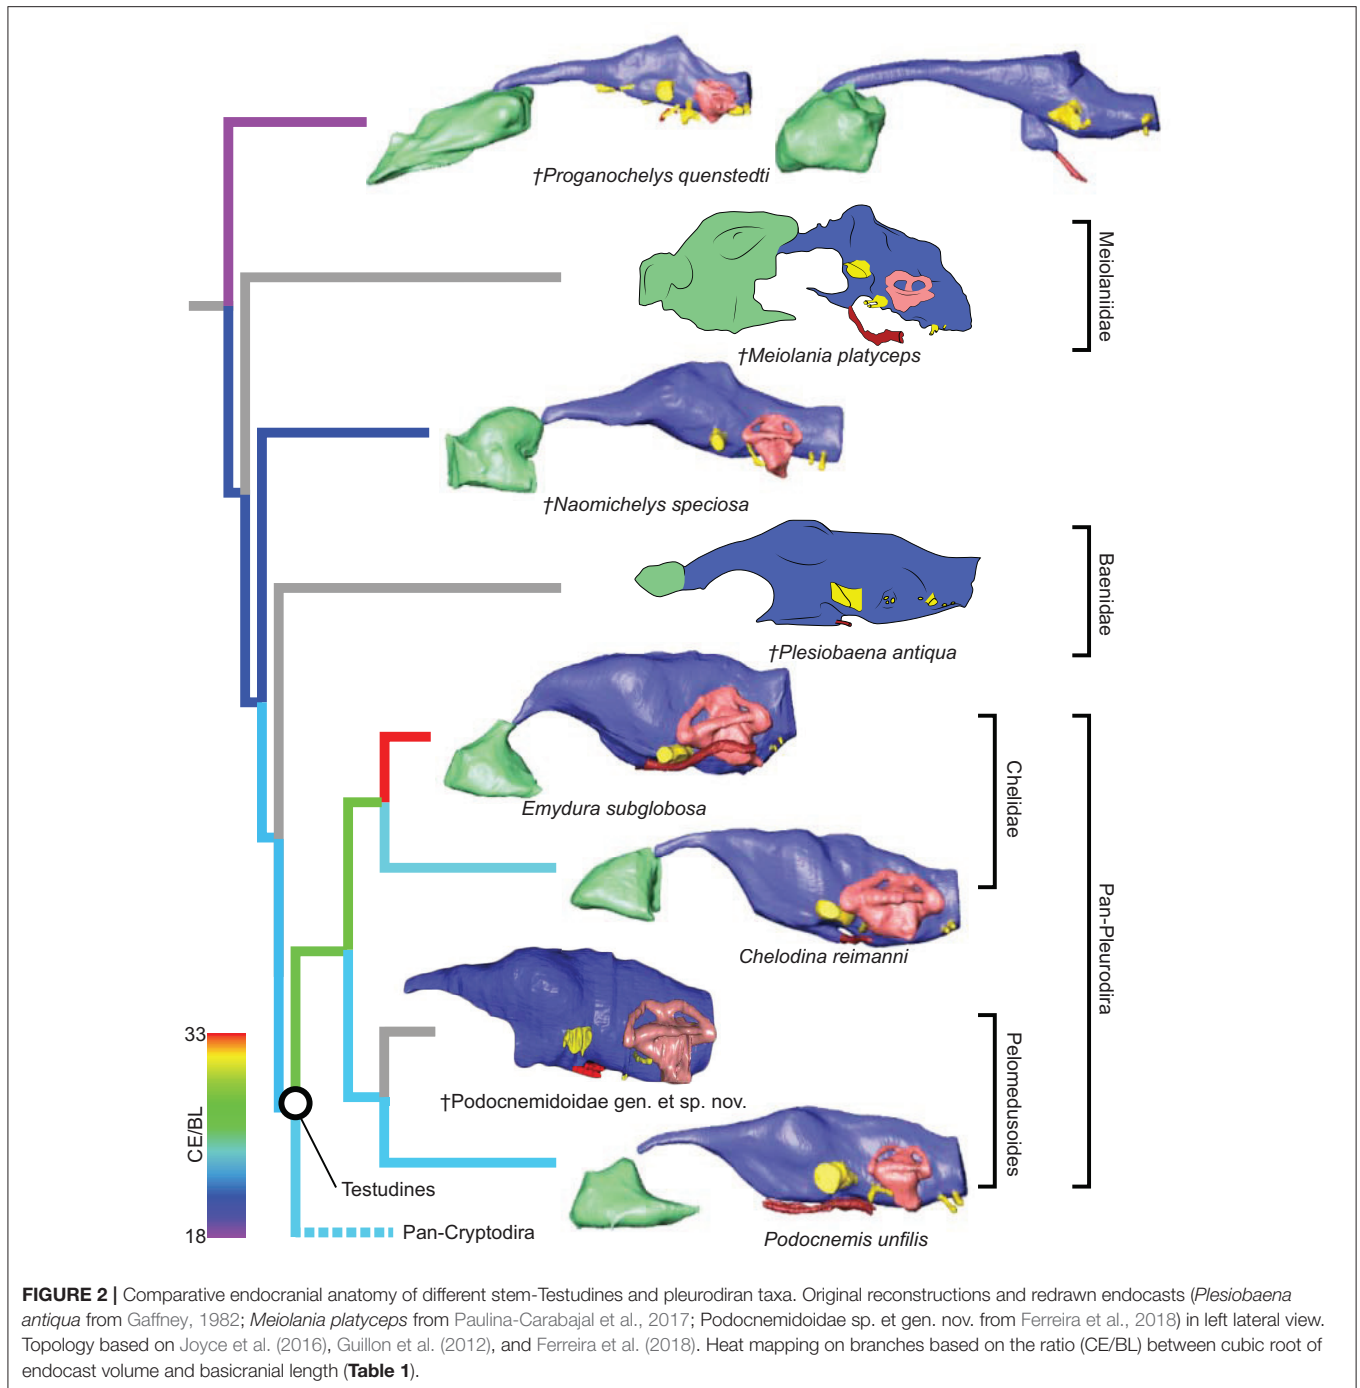 †Proganochelys quenstedti
†Meiolania platyceps
Meiolaniidae
†Naomichelys speciosa
†Plesiobaena antiqua
Baenidae
Emydura subglobosa
Chelidae
Chelodina reimanni
Pan-Pleurodira
†Podocnemidoidae gen. et sp. nov.
Pelomedusoides
Podocnemis unfilis
33
CE/BL
18
Testudines
Pan-Cryptodira
FIGURE 2 | Comparative endocranial anatomy of different stem-Testudines and pleurodiran taxa. Original reconstructions and redrawn endocasts (Plesiobaena
antiqua from Gaffney, 1982; Meiolania platyceps from Paulina-Carabajal et al., 2017; Podocnemidoidae sp. et gen. nov. from Ferreira et al., 2018) in left lateral view.
Topology based on Joyce et al. (2016), Guillon et al. (2012), and Ferreira et al. (2018). Heat mapping on branches based on the ratio (CE/BL) between cubic root of
endocast volume and basicranial length (Table 1).